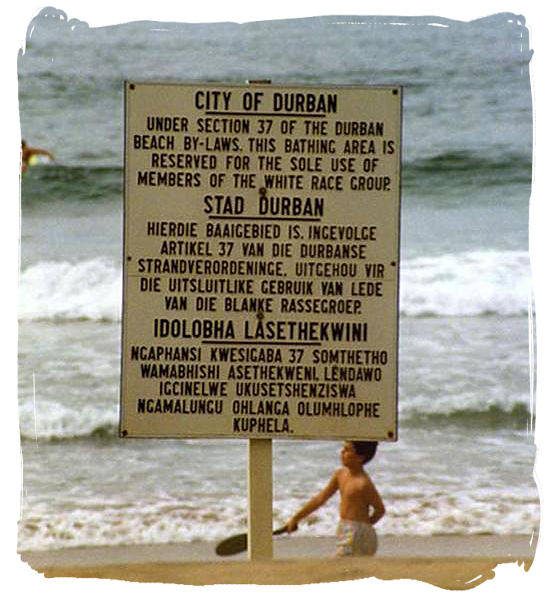 CITY OF DURBAN
UNDER SECTION 37 OF THE DURBAN
BEACH BY-LAWS. THIS BATHING AREA IS
RESERVED FOR THE SOLE USE OF
MEMBERS OF THE WHITE RACE GROUP.
STAD DURBAN
HIERDIE BAAIGEBIED IS, INGEVOLGE
ARTIKEL 37 VAN DIE DURBANSE
STRANDVERORDENINGE, UITGEHOU VIR
DIE UITSLUITLIKE GEBRUIK VAN LEDE
VAN DIE BLANKE RASSEGROEP.
IDOLOBHA LASETHEKWINI
NGAPHANSI KWESIGABA 37 SOMTHETHO
WAMABHISHI ASETHEKWENI, LENDAWO
IGCINELWE UKUSETSHENZISWA
NGAMALUNGU OHLANGA OLUMHLOPHE
KUPHELA.